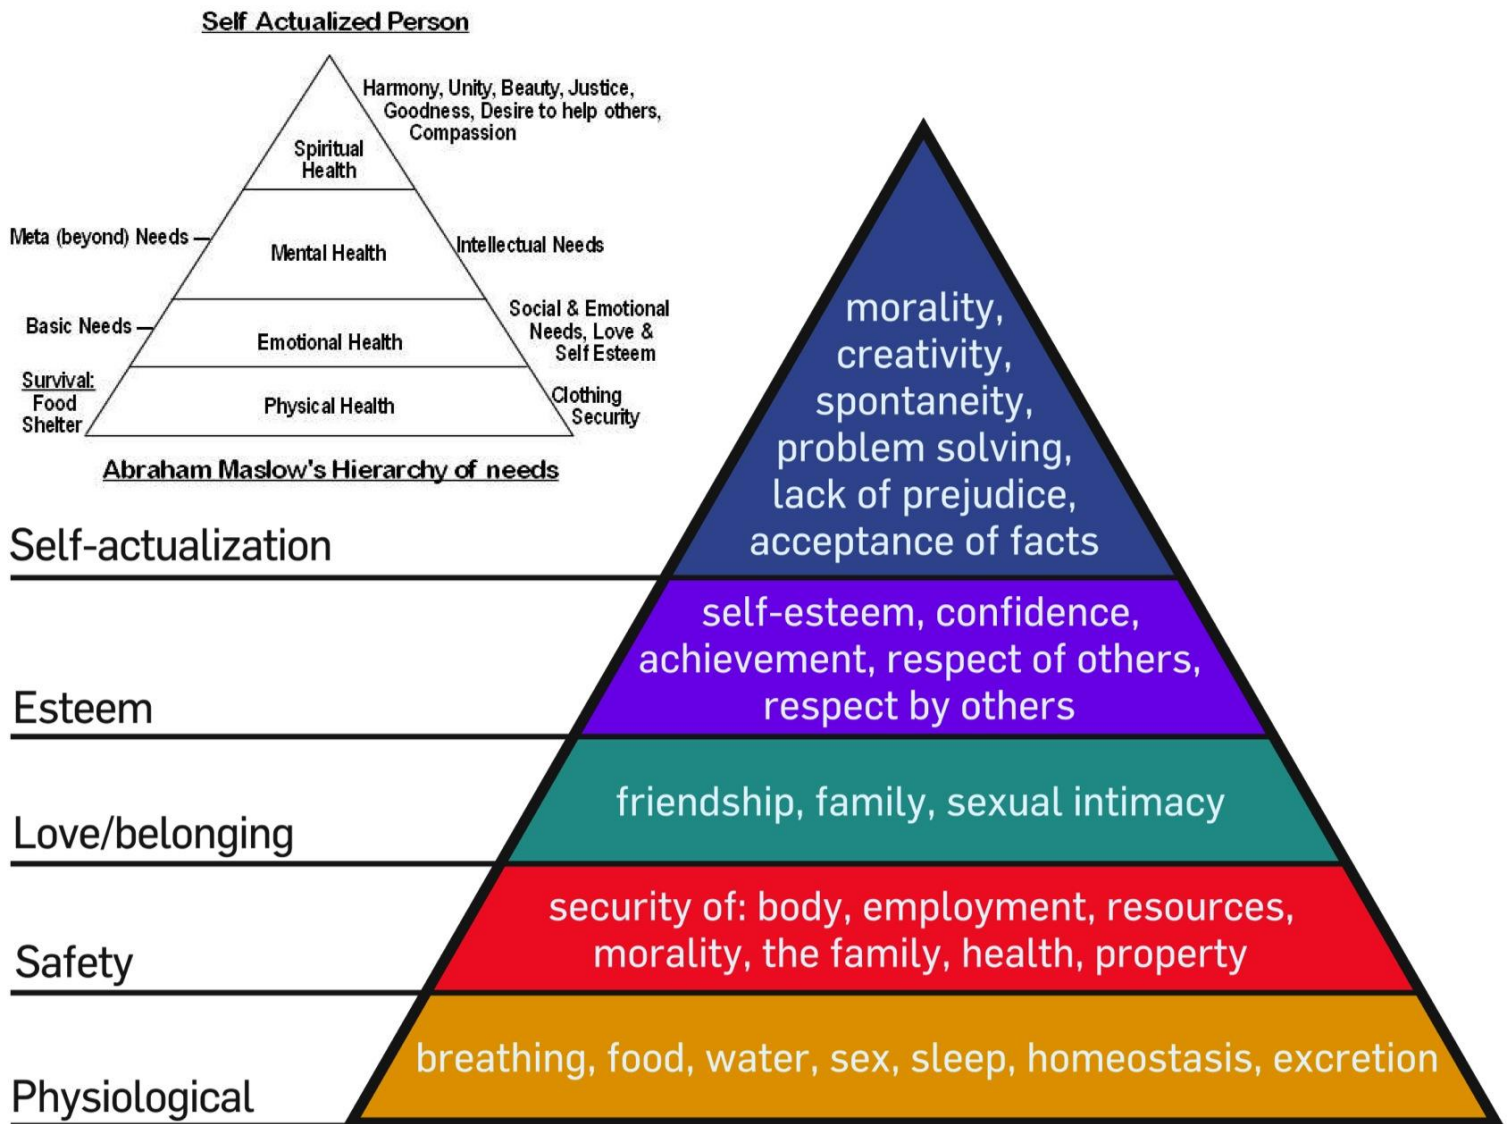 Self Actualized Person
Harmony, Unity, Beauty, Justice,
Goodness, Desire to help others,
Compassion
Spiritual
Health
Meta (beyond) Needs
Mental Health
Intellectual Needs
Basic Needs
Emotional Health
Social & Emotional
Needs, Love &
Self Esteem
Survival:
Food
Shelter
Physical Health
Clothing
Security
Abraham Maslow's Hierarchy of needs
Self-actualization
morality,
creativity,
spontaneity,
problem solving,
lack of prejudice,
acceptance of facts
Esteem
self-esteem, confidence,
achievement, respect of others,
respect by others
Love/belonging
friendship, family, sexual intimacy
Safety
security of: body, employment, resources,
morality, the family, health, property
Physiological
breathing, food, water, sex, sleep, homeostasis, excretion